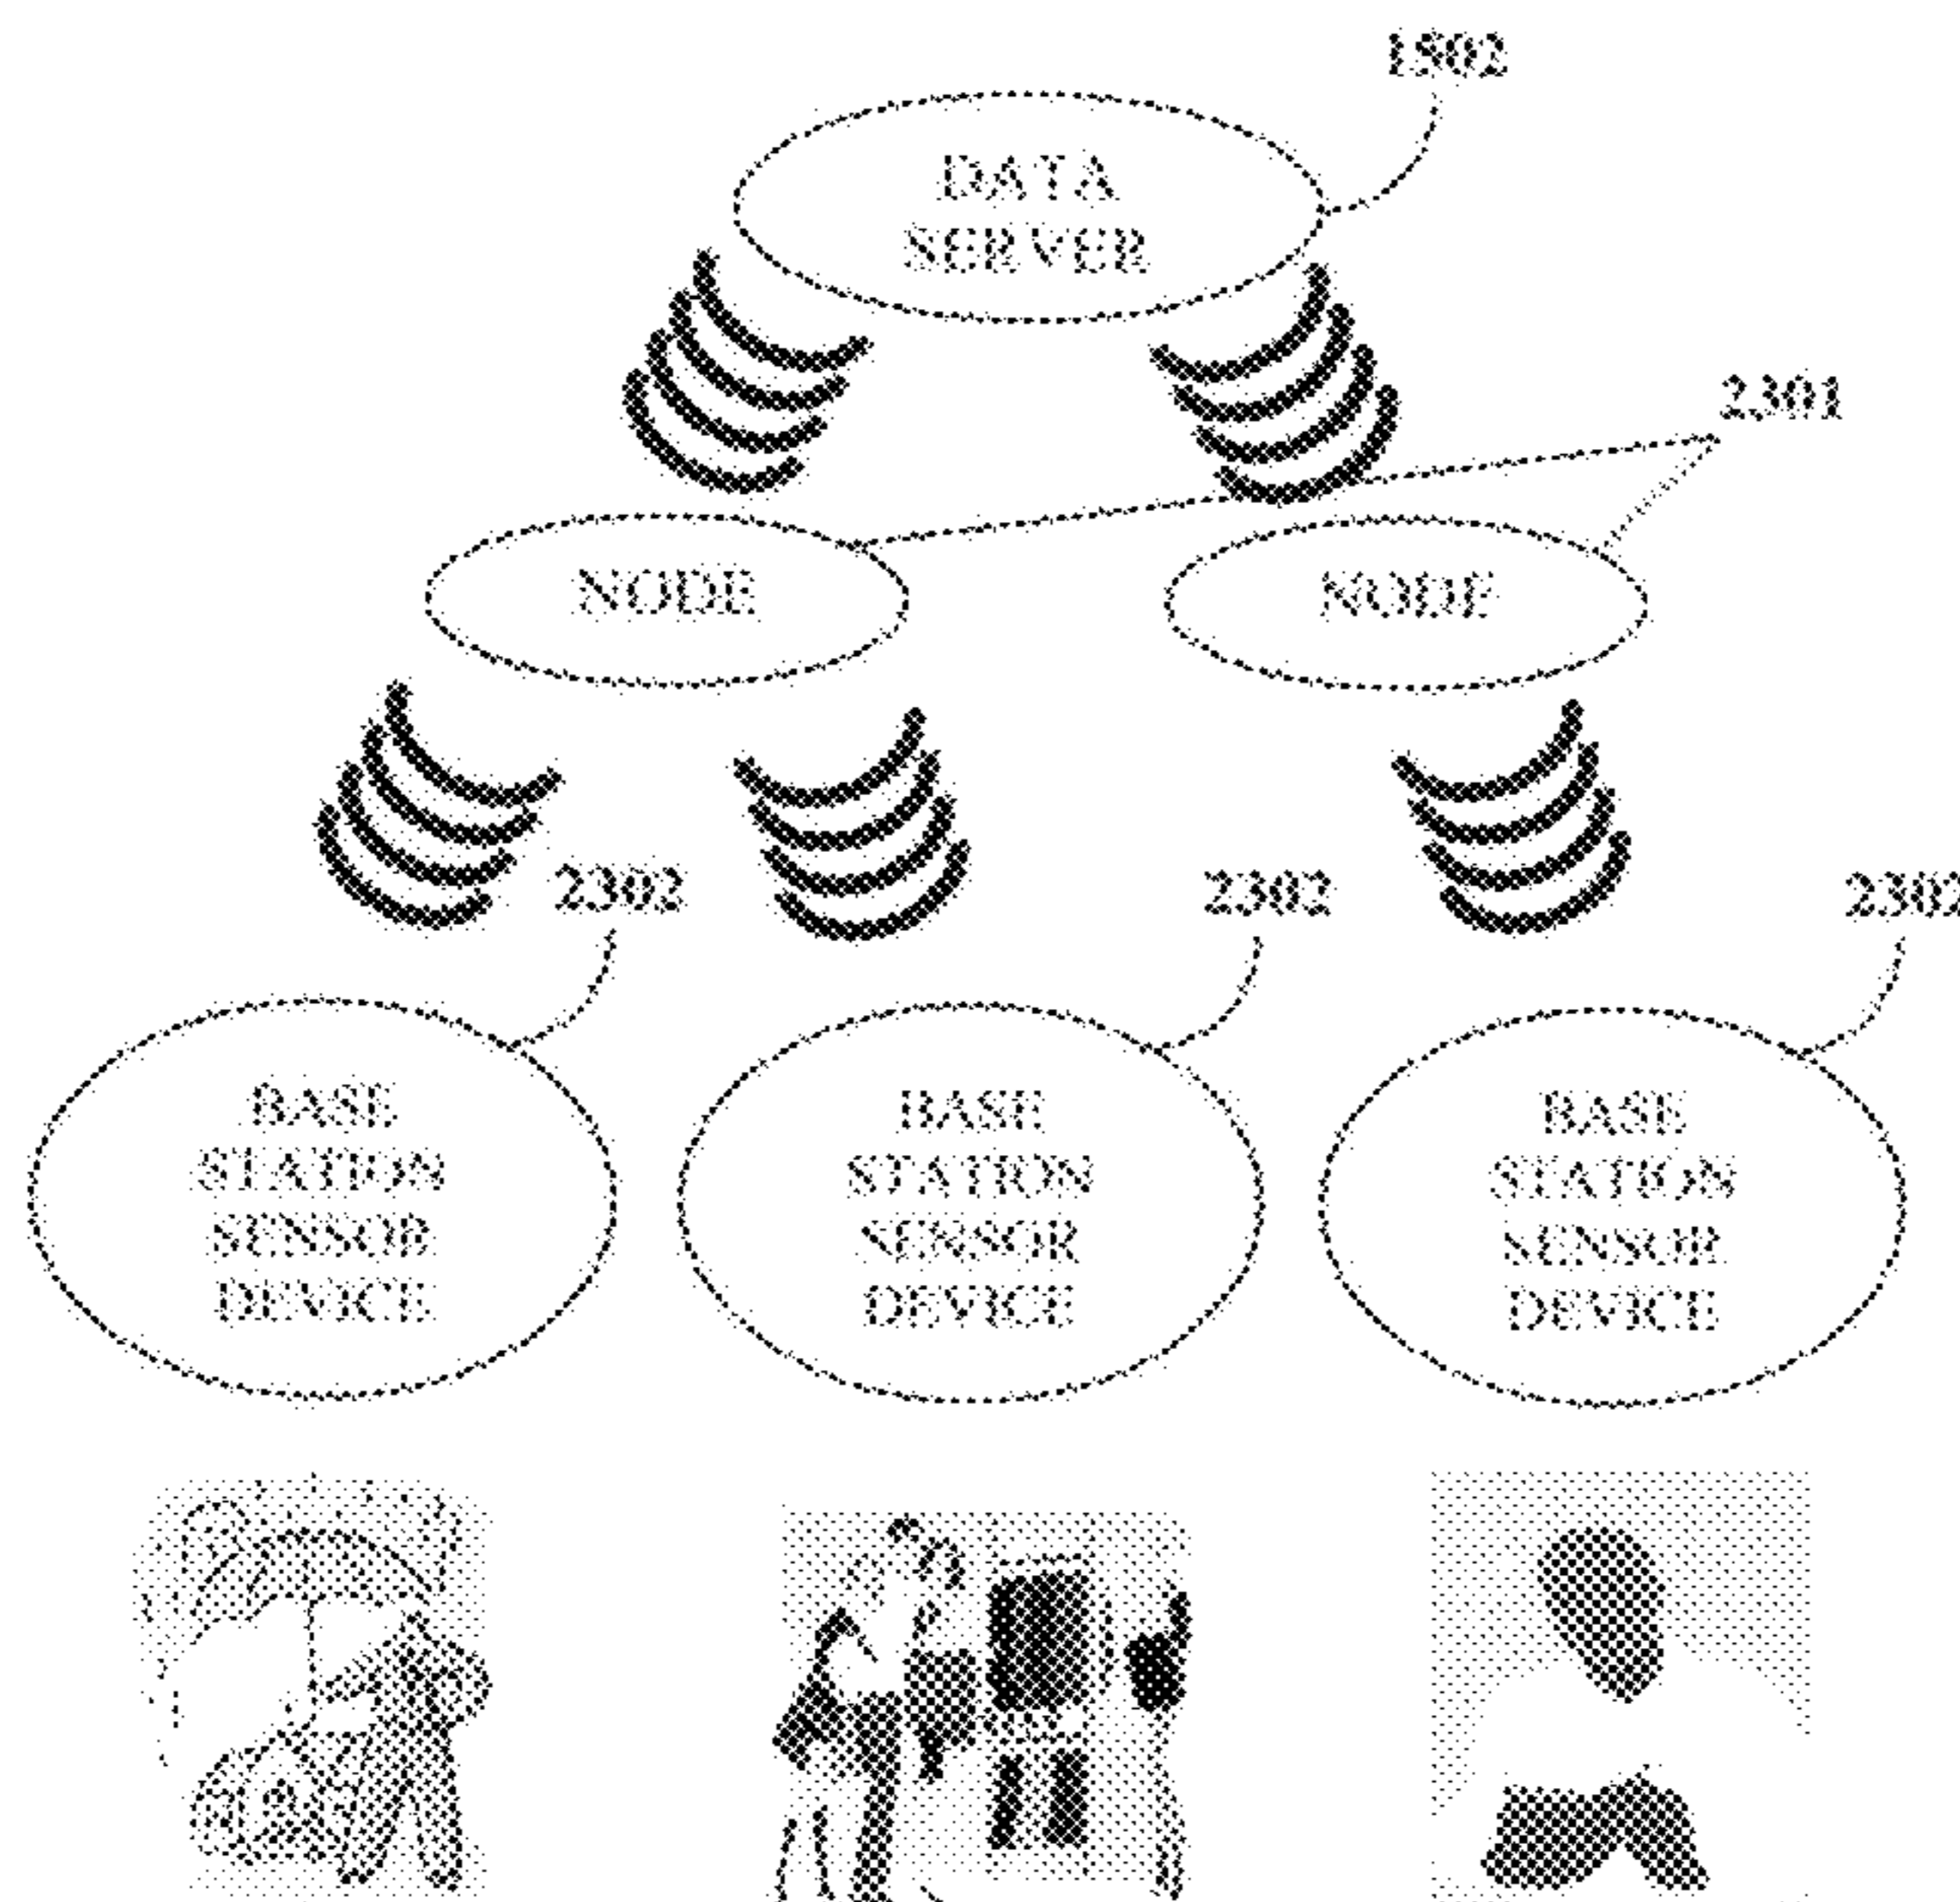 1502
DATA
SERVER
2301
NODE
NODE
2302
2302
2302
BASE
STATION
SENSOR
DEVICE
BASE
STATION
SENSOR
DEVICE
BASE
STATION
SENSOR
DEVICE